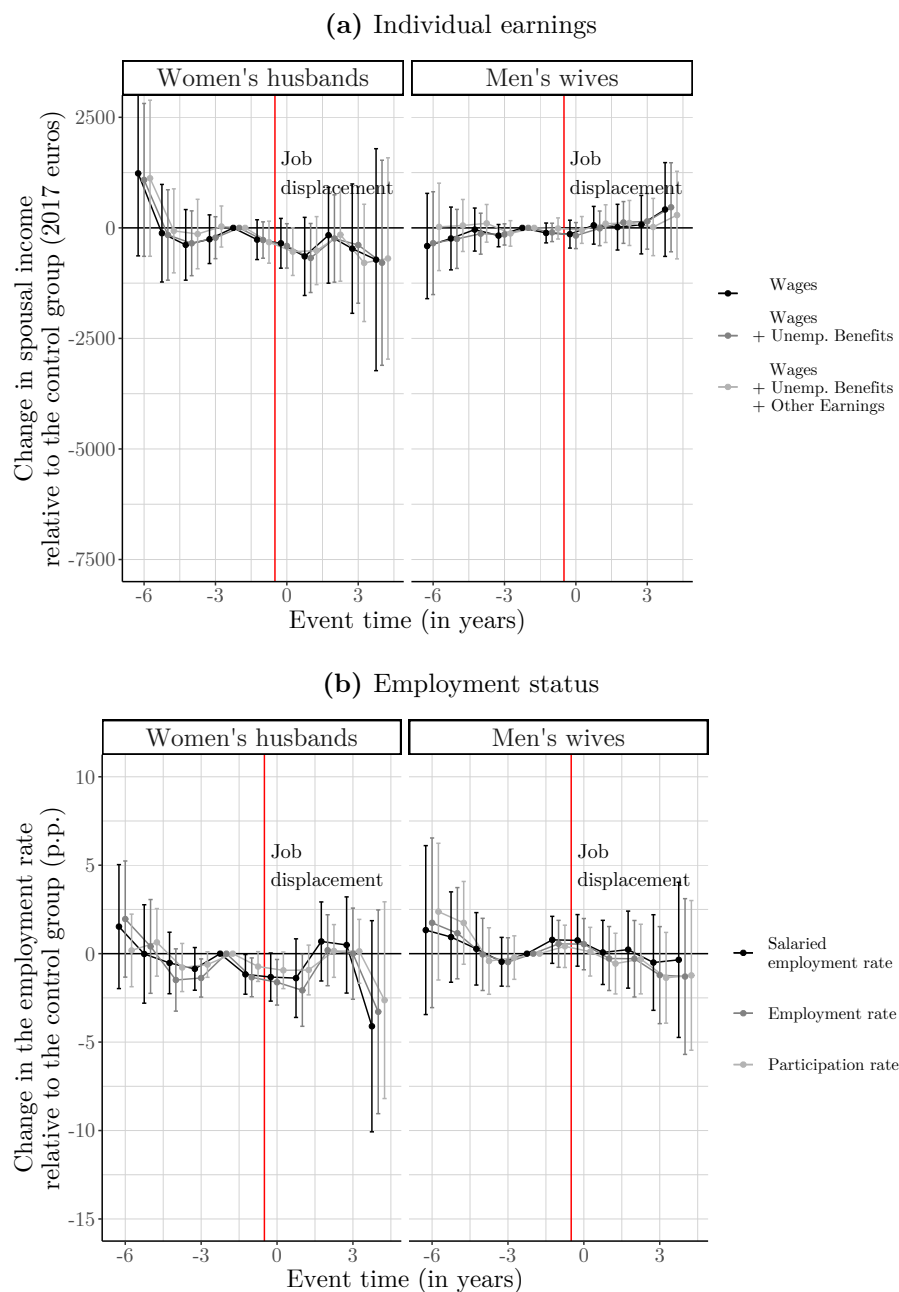 (a) Individual earnings
Women's husbands
Men's wives
Change in spousal income
relative to the control group (2017 euros)
2500
0
-2500
-5000
-7500
Job
displacement
Job
displacement
-6
-3
0
3
-6
-3
0
3
Event time (in years)
Wages
Wages
+ Unemp. Benefits
Wages
+ Unemp. Benefits
+ Other Earnings
(b) Employment status
Women's husbands
Men's wives
Change in the employment rate
relative to the control group (p.p.)
10
5
0
-5
-10
-15
Job
displacement
Job
displacement
-6
-3
0
3
-6
-3
0
3
Event time (in years)
Salaried
employment rate
Employment rate
Participation rate